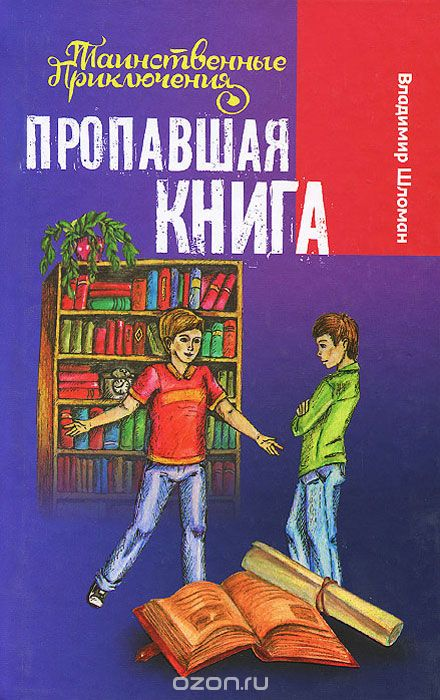 Таинственные
Приключения
ПРОПАВШАЯ
КНИГА
Владимир Шломан
ozon.ru